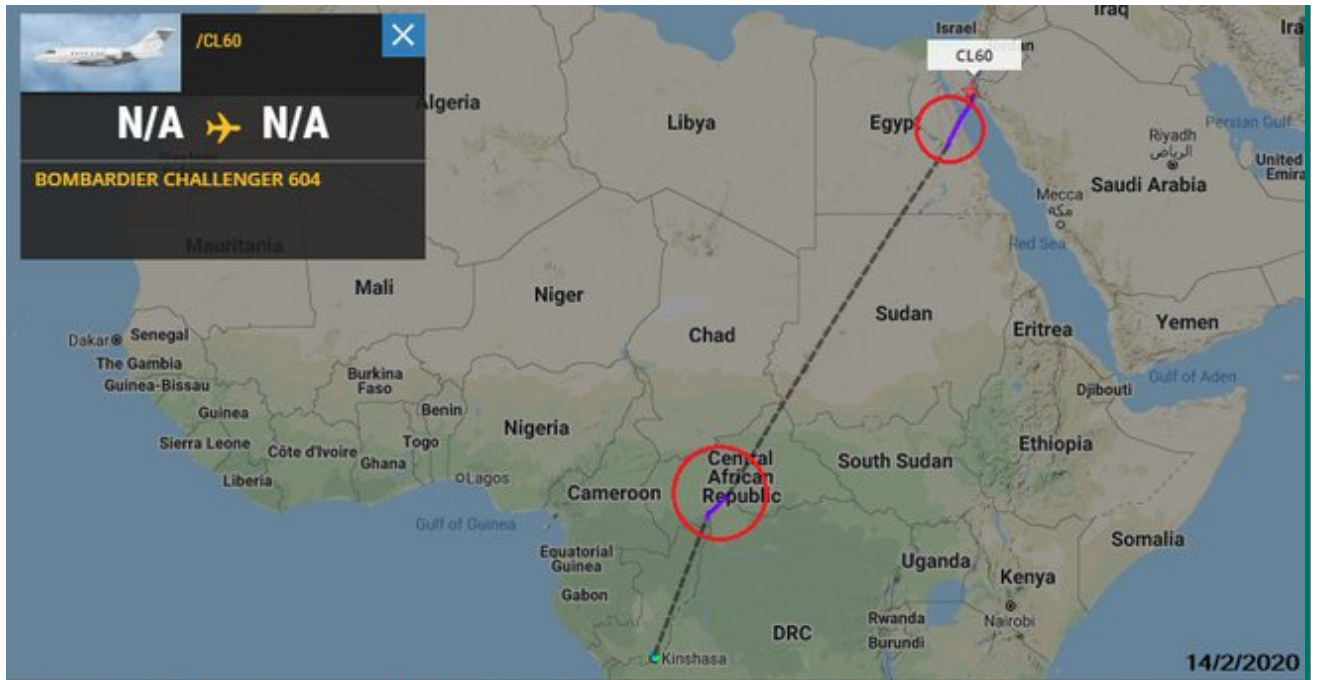 /CL60
N/A N/A
BOMBARDIER CHALLENGER 604
Israel
Iraq
CL60
Algeria
Libya
Egypt
Riyadh
الرياض
Persian Gulf
United
Emira
Mecca
مكة
Saudi Arabia
Red Sea
Mauritania
Mali
Niger
Chad
Sudan
Eritrea
Yemen
Dakar
Senegal
The Gambia
Guinea-Bissau
Burkina
Faso
Djibouti
Gulf of Aden
Guinea
Benin
Nigeria
Sierra Leone
Côte d'Ivoire
Togo
Ghana
Liberia
Lagos
Central
African
Republic
South Sudan
Ethiopia
Cameroon
Gulf of Guinea
Equatorial
Guinea
Somalia
Uganda
Kenya
Gabon
Nairobi
Rwanda
Burundi
DRC
Kinshasa
14/2/2020